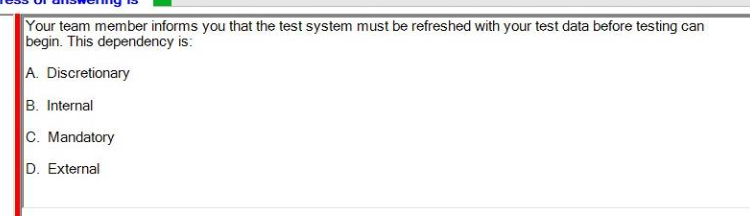 ress of answering is
Your team member informs you that the test system must be refreshed with your test data before testing can
begin. This dependency is:
A. Discretionary
B. Internal
C. Mandatory
D. External